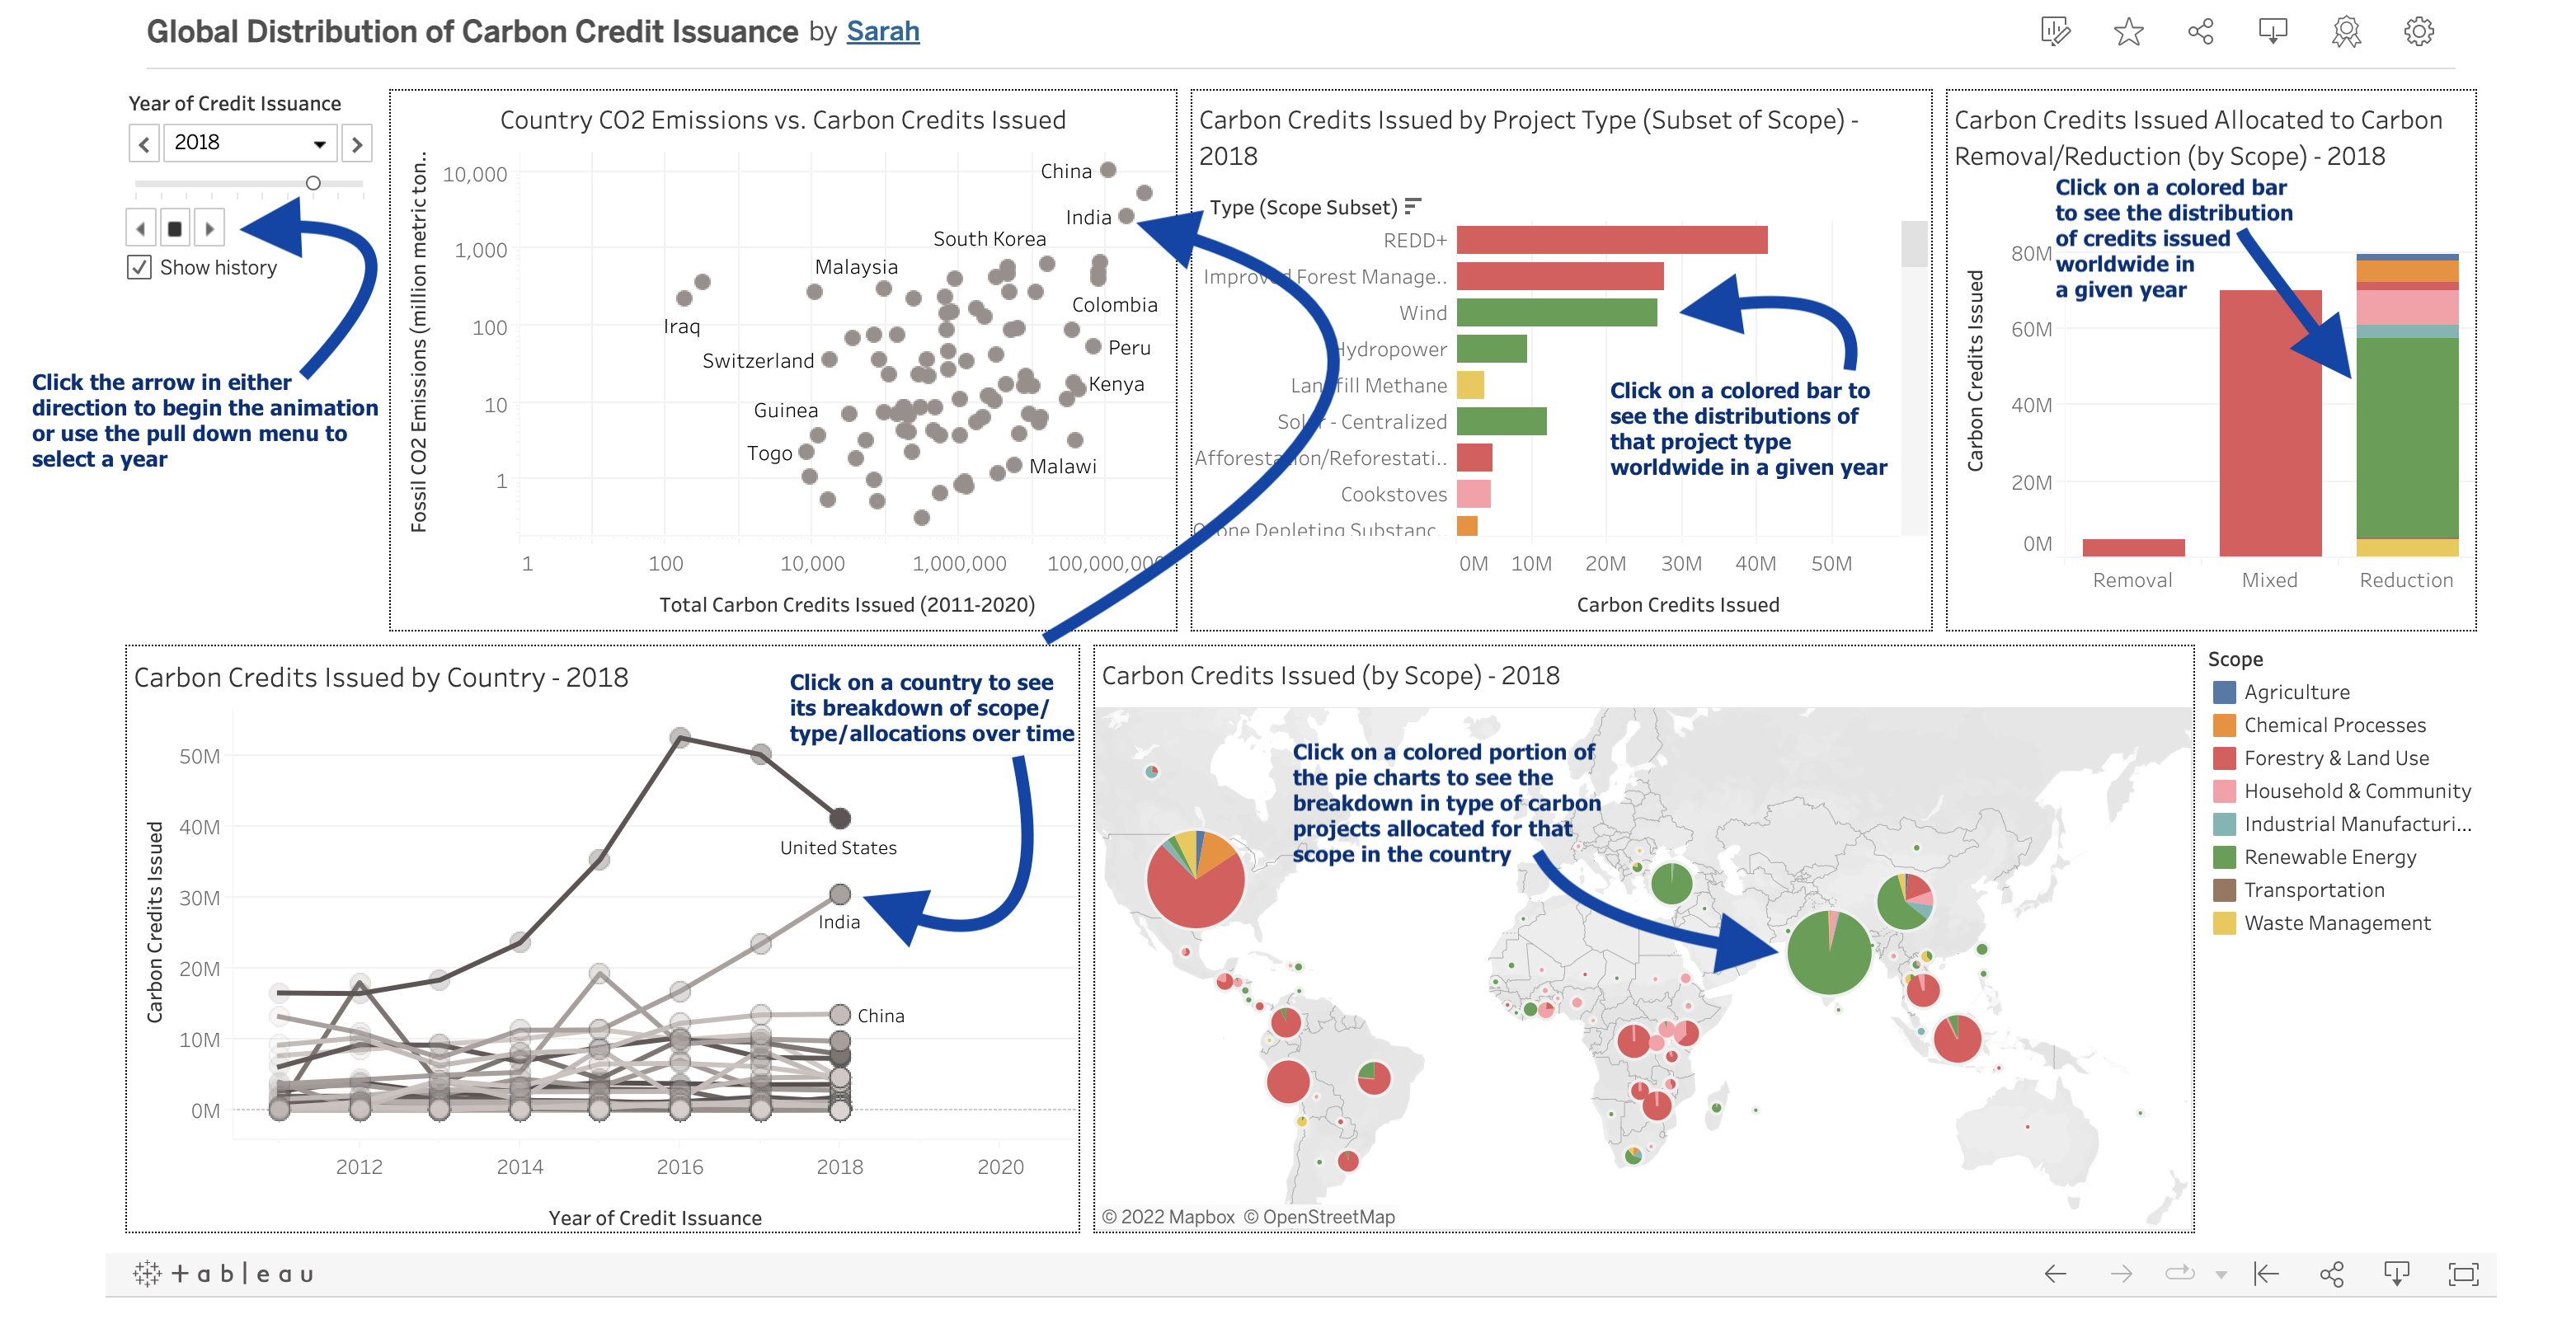 Global Distribution of Carbon Credit Issuance by Sarah
Year of Credit Issuance
2018
Show history
Click the arrow in either
direction to begin the animation
or use the pull down menu to
select a year
Country CO2 Emissions vs. Carbon Credits Issued
Fossil CO2 Emissions (million metric ton..
10,000
1,000
100
10
1
China
India
South Korea
Malaysia
Colombia
Iraq
Switzerland
Peru
Kenya
Guinea
Togo
Malawi
1
100
10,000
1,000,000
100,000,000
Total Carbon Credits Issued (2011-2020)
Carbon Credits Issued by Project Type (Subset of Scope) -
2018
Type (Scope Subset)
REDD+
Improved Forest Manage..
Wind
Hydropower
Landfill Methane
Solar - Centralized
Afforestation/Reforestati..
Cookstoves
Ozone Depleting Substanc..
Click on a colored bar to
see the distributions of
that project type
worldwide in a given year
0M
10M
20M
30M
40M
50M
Carbon Credits Issued
Carbon Credits Issued Allocated to Carbon
Removal/Reduction (by Scope) - 2018
Click on a colored bar
to see the distribution
of credits issued
worldwide in
a given year
Carbon Credits Issued
80M
60M
40M
20M
0M
Removal
Mixed
Reduction
Carbon Credits Issued by Country - 2018
Click on a country to see
its breakdown of scope/
type/allocations over time
Carbon Credits Issued
50M
40M
30M
20M
10M
0M
United States
India
China
2012
2014
2016
2018
2020
Year of Credit Issuance
Carbon Credits Issued (by Scope) - 2018
Click on a colored portion of
the pie charts to see the
breakdown in type of carbon
projects allocated for that
scope in the country
© 2022 Mapbox © OpenStreetMap
Scope
Agriculture
Chemical Processes
Forestry & Land Use
Household & Community
Industrial Manufacturi...
Renewable Energy
Transportation
Waste Management
+ableau